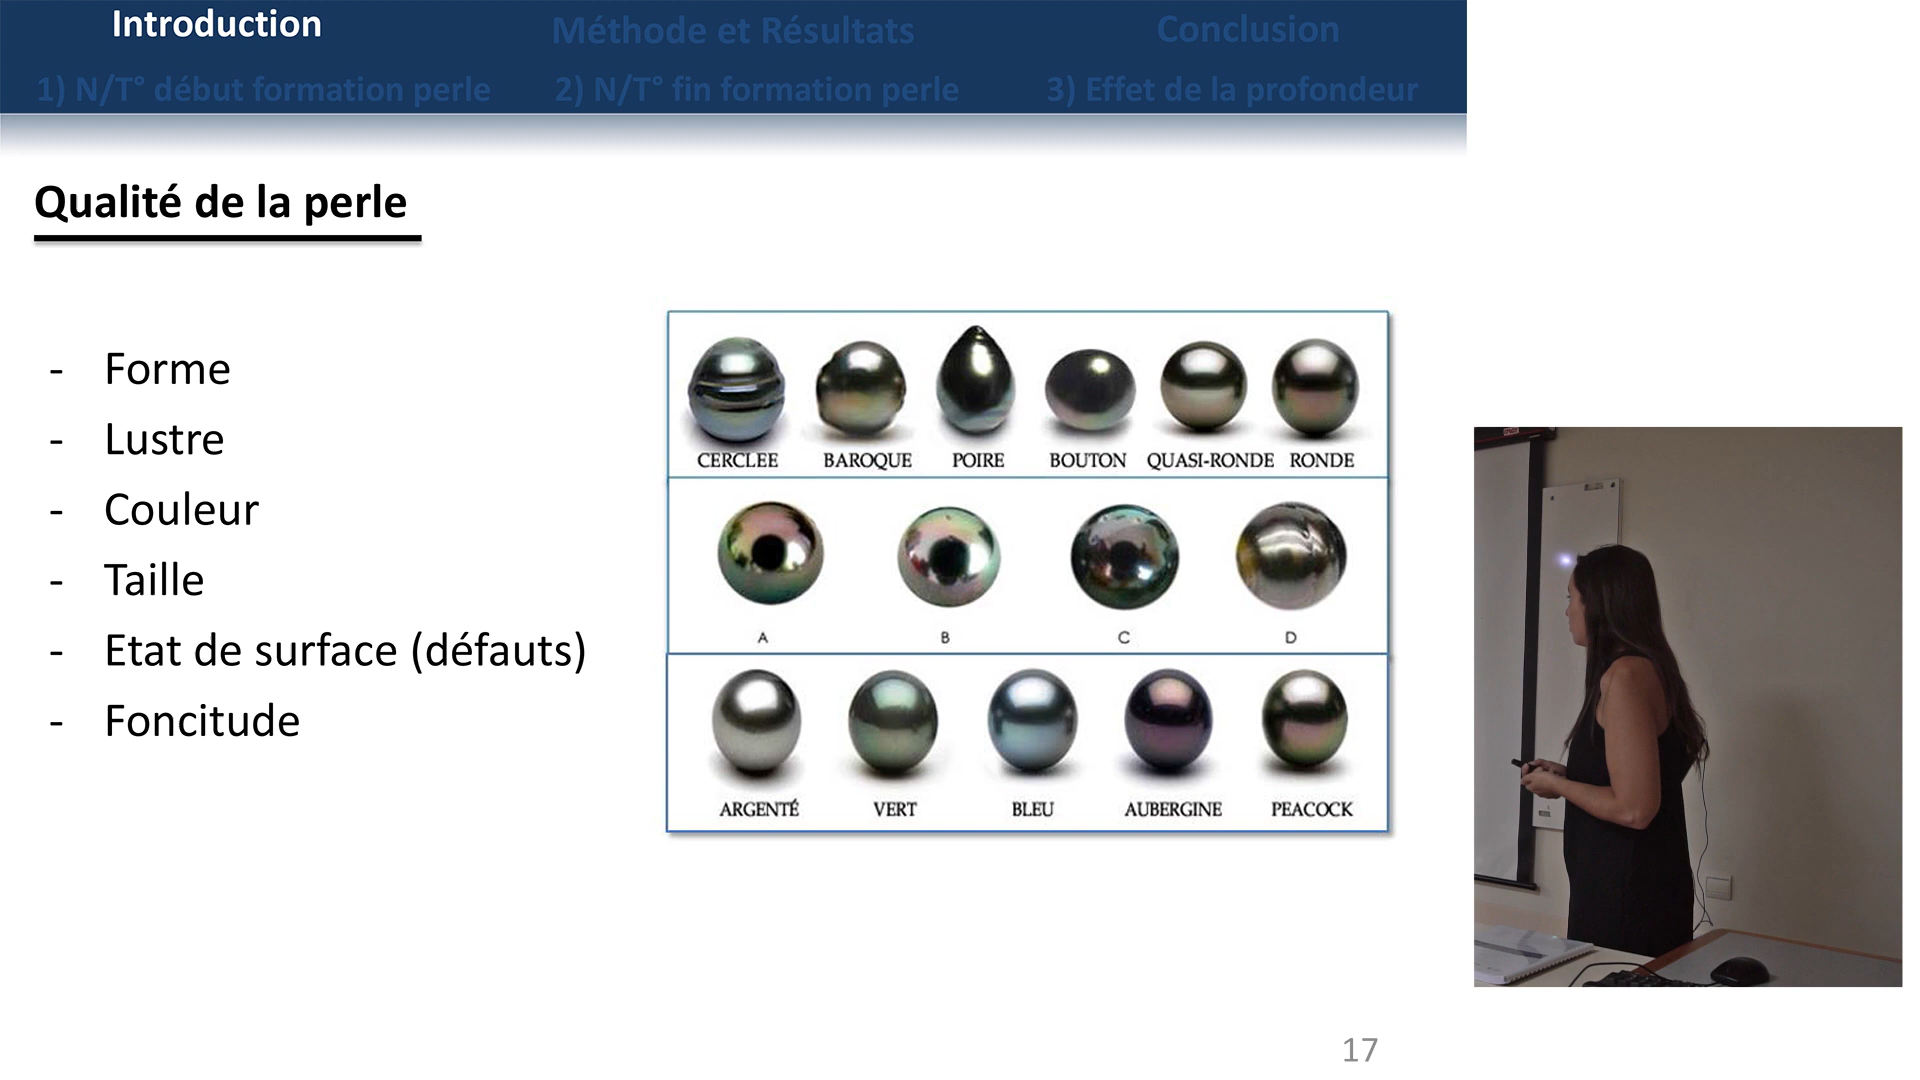 Introduction
Méthode et Résultats
Conclusion
1) N/T° début formation perle
2) N/T° fin formation perle
3) Effet de la profondeur
Qualité de la perle
- Forme
- Lustre
- Couleur
- Taille
- Etat de surface (défauts)
- Foncitude
CERCLEE BAROQUE POIRE BOUTON QUASI-RONDE RONDE
A B C D
ARGENTÉ VERT BLEU AUBERGINE PEACOCK
17